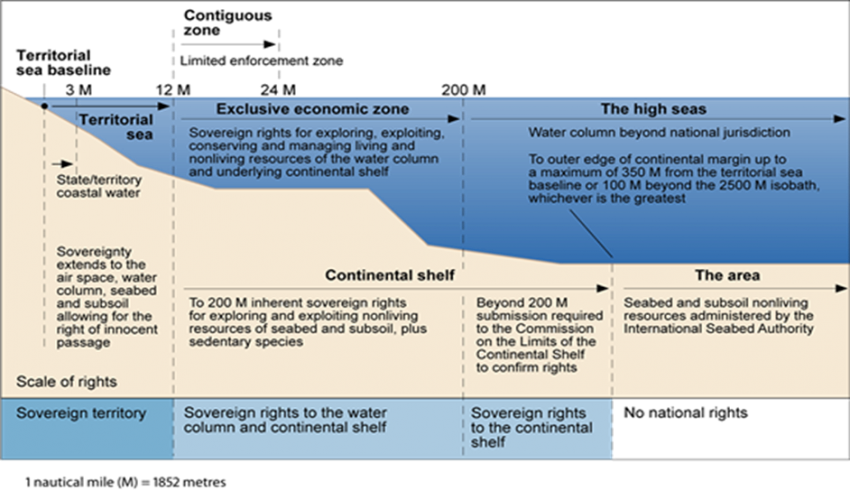 Contiguous
zone
Limited enforcement zone
Territorial
sea baseline
3 M
12 M
24 M
200 M
Territorial
sea
Exclusive economic zone
Sovereign rights for exploring, exploiting,
conserving and managing living and
nonliving resources of the water column
and underlying continental shelf
The high seas
Water column beyond national jurisdiction
To outer edge of continental margin up to
a maximum of 350 M from the territorial sea
baseline or 100 M beyond the 2500 M isobath,
whichever is the greatest
State/territory
coastal water
Sovereignty
extends to the
air space, water
column, seabed
and subsoil
allowing for the
right of innocent
passage
Continental shelf
To 200 M inherent sovereign rights
for exploring and exploiting nonliving
resources of seabed and subsoil, plus
sedentary species
Beyond 200 M
submission required
to the Commission
on the Limits of the
Continental Shelf
to confirm rights
The area
Seabed and subsoil nonliving
resources administered by the
International Seabed Authority
Scale of rights
Sovereign territory
Sovereign rights to the water
column and continental shelf
Sovereign rights
to the continental
shelf
No national rights
1 nautical mile (M) = 1852 metres